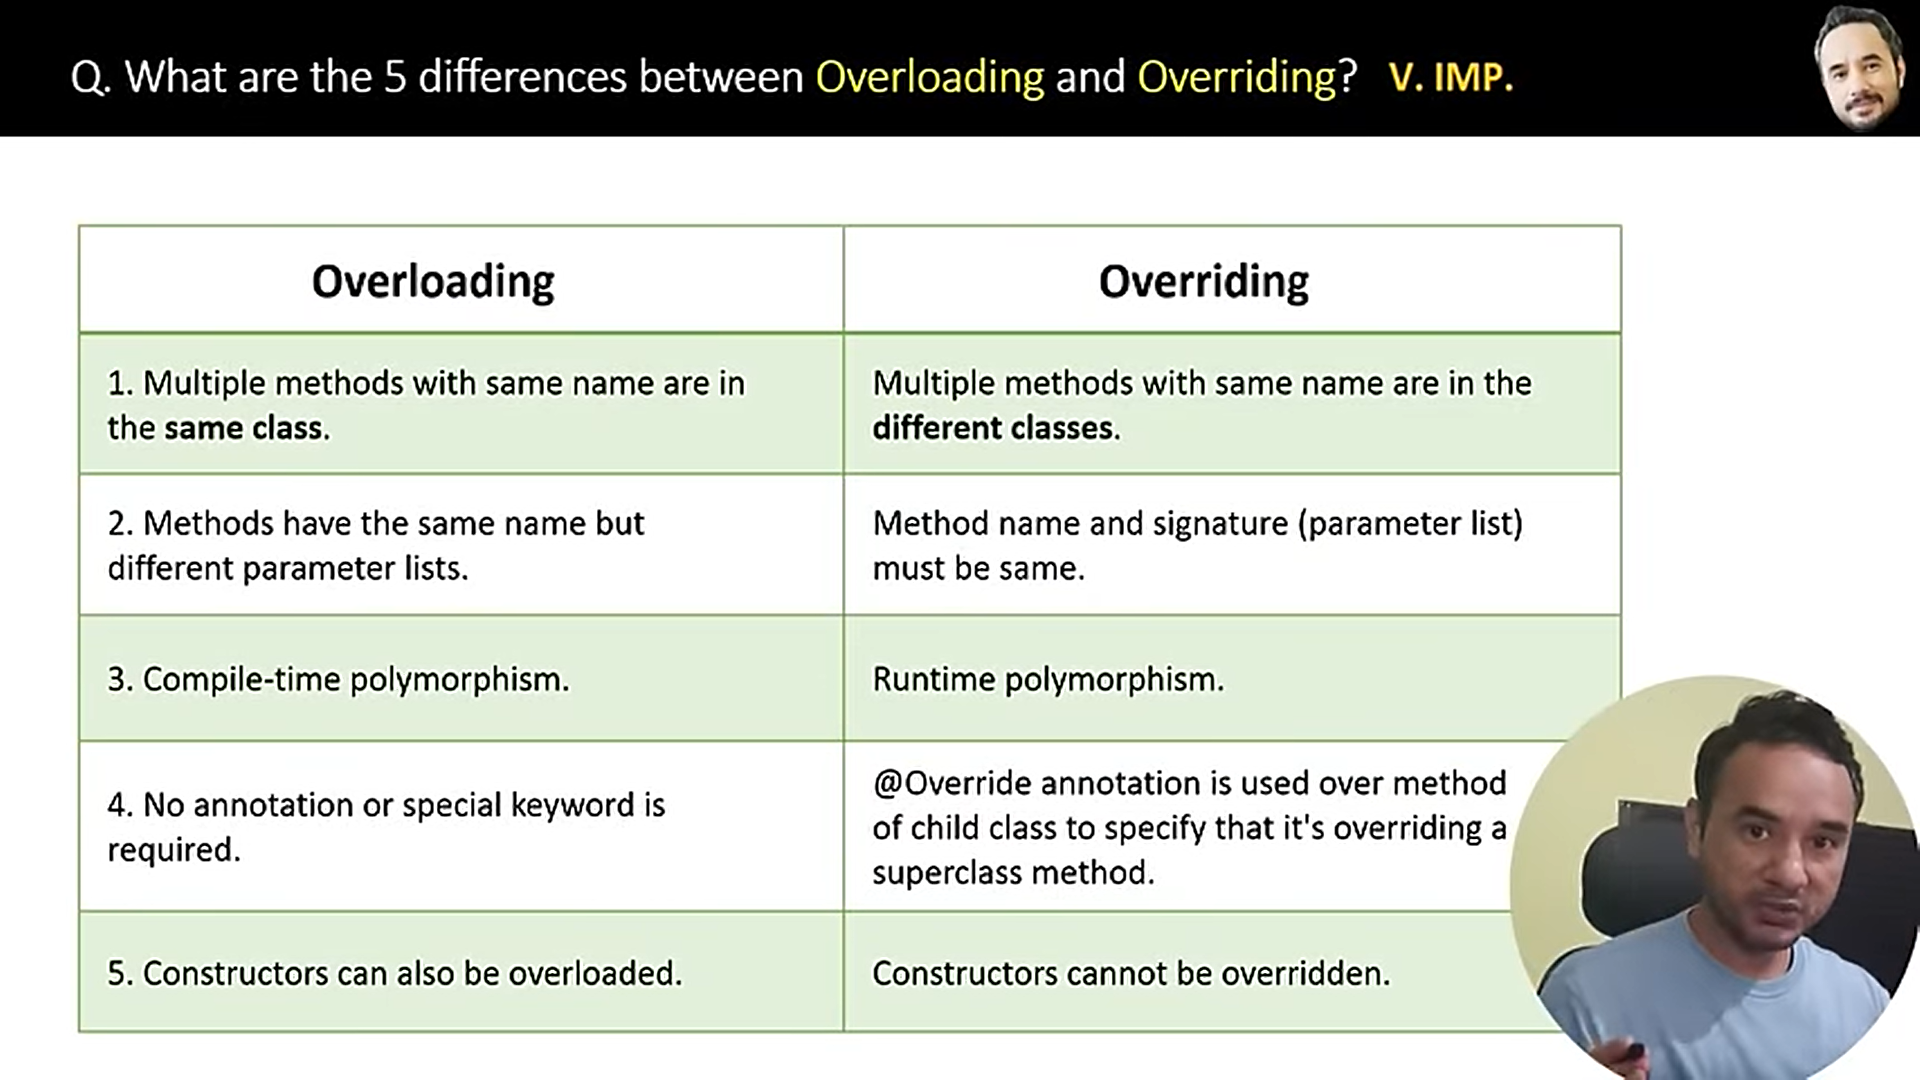 Q. What are the 5 differences between Overloading and Overriding? V. IMP.
Overloading
Overriding
1. Multiple methods with same name are in
the same class.
Multiple methods with same name are in the
different classes.
2. Methods have the same name but
different parameter lists.
Method name and signature (parameter list)
must be same.
3. Compile-time polymorphism.
Runtime polymorphism.
4. No annotation or special keyword is
required.
@Override annotation is used over method
of child class to specify that it's overriding a
superclass method.
5. Constructors can also be overloaded.
Constructors cannot be overridden.